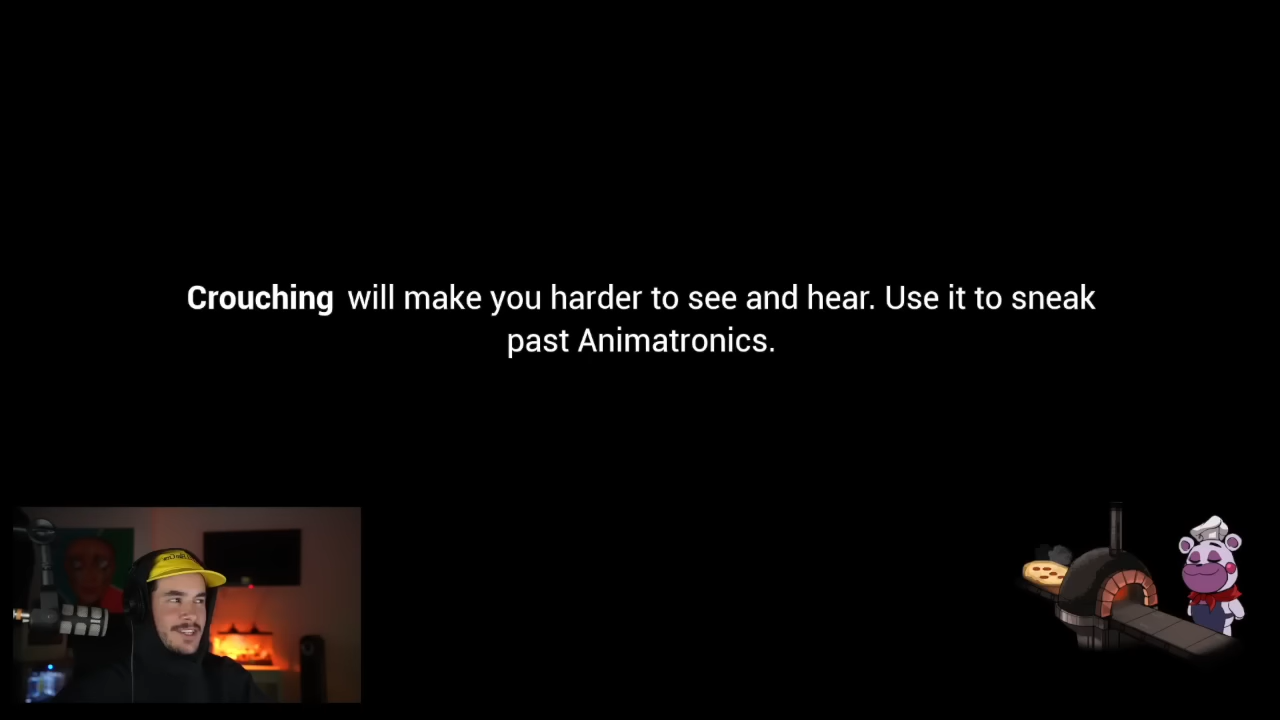 Crouching will make you harder to see and hear. Use it to sneak
past Animatronics.